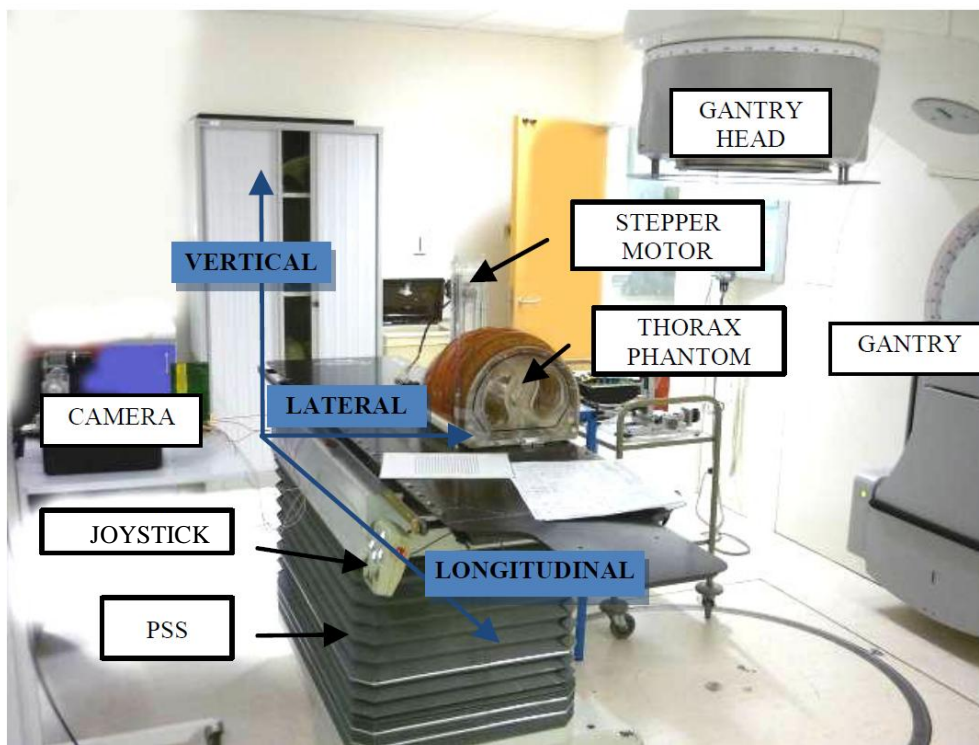 GANTRY
HEAD
STEPPER
MOTOR
VERTICAL
THORAX
PHANTOM
GANTRY
LATERAL
CAMERA
JOYSTICK
LONGITUDINAL
PSS